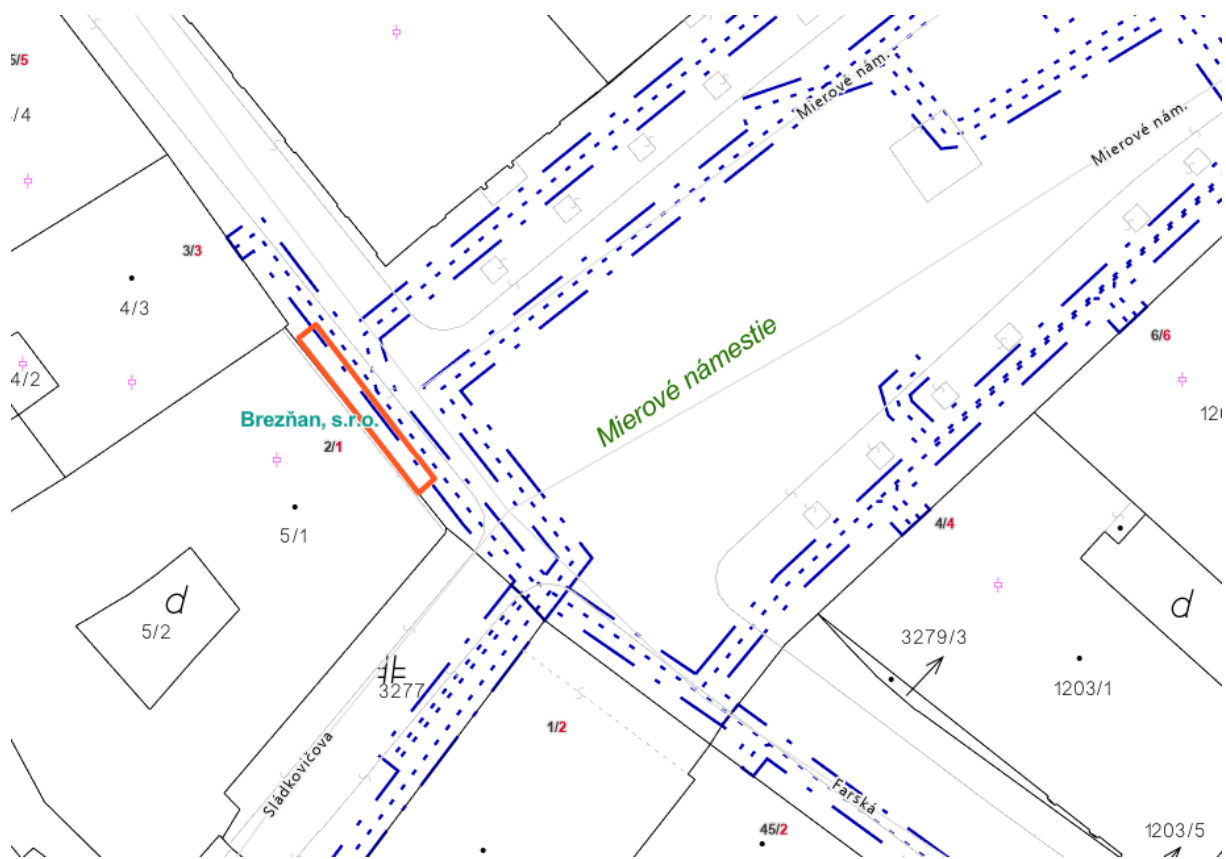 5/5
/4
Mierové nám.
Mierové nám.
3/3
4/3
6/6
4/2
Mierové námestie
Brezňan, s.r.o.
2/1
120
5/1
4/4
d
5/2
d
3279/3
3277
1203/1
1/2
Sládkovičova
Farská
45/2
1203/5